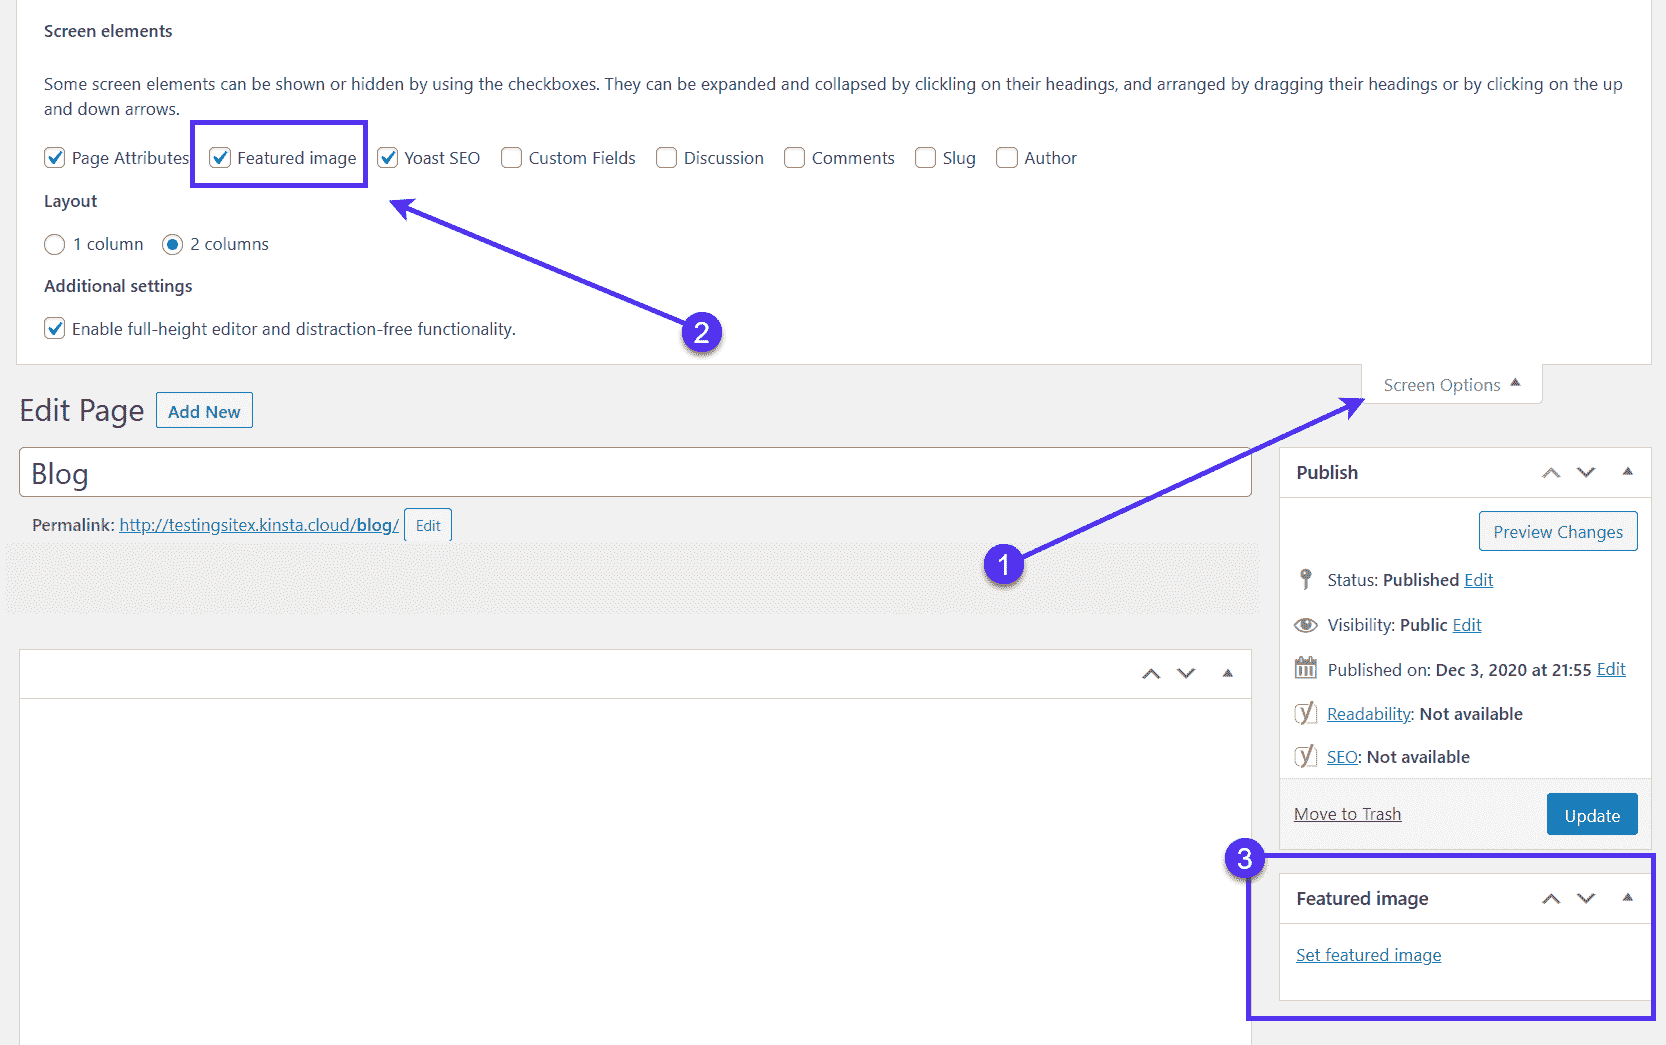 Screen elements
Some screen elements can be shown or hidden by using the checkboxes. They can be expanded and collapsed by clickling on their headings, and arranged by dragging their headings or by clicking on the up
and down arrows.
Page Attributes Featured image Yoast SEO Custom Fields Discussion Comments Slug Author
Layout
1 column 2 columns
Additional settings
Enable full-height editor and distraction-free functionality.
2
Screen Options
Edit Page Add New
Blog
Publish
Permalink: http://testingsitex.kinsta.cloud/blog/ Edit
Preview Changes
1
Status: Published Edit
Visibility: Public Edit
Published on: Dec 3, 2020 at 21:55 Edit
Readability: Not available
SEO: Not available
Move to Trash Update
3
Featured image
Set featured image